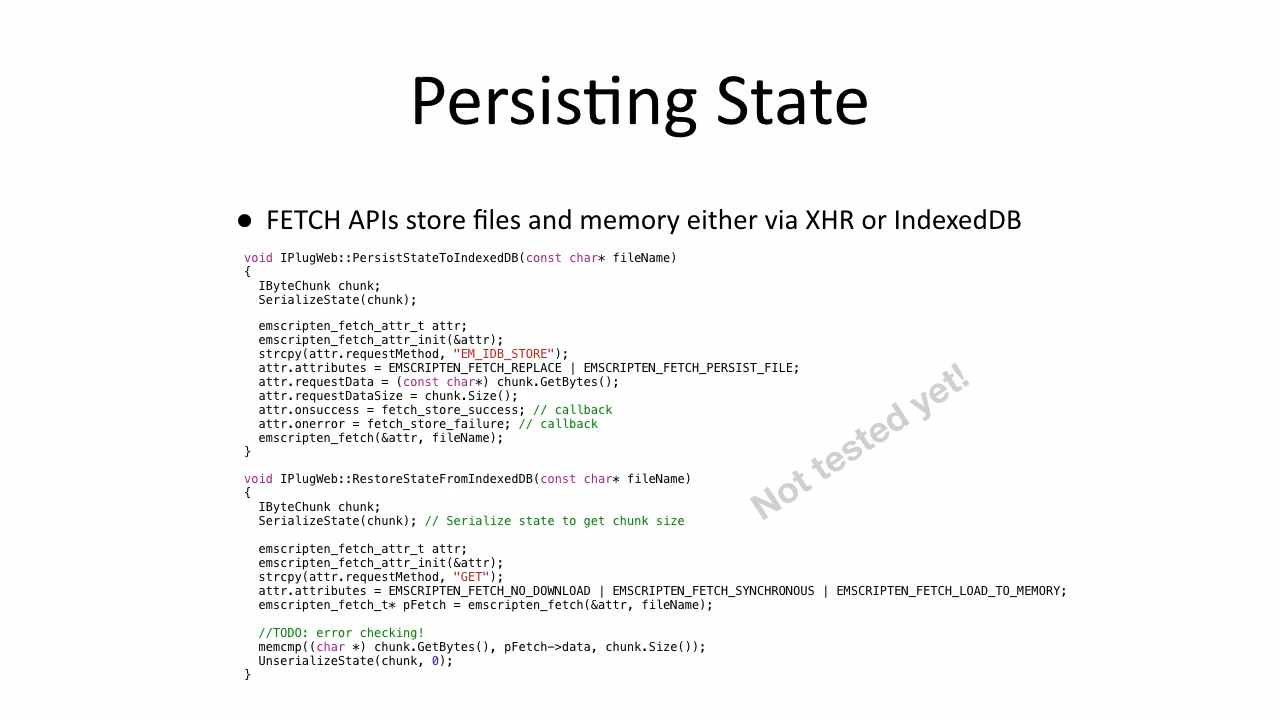 Persisting State
● FETCH APIs store files and memory either via XHR or IndexedDB
void IPlugWeb::PersistStateToIndexedDB(const char* fileName)
{
  IByteChunk chunk;
  SerializeState(chunk);
  emscripten_fetch_attr_t attr;
  emscripten_fetch_attr_init(&attr);
  strcpy(attr.requestMethod, "EM_IDB_STORE");
  attr.attributes = EMSCRIPTEN_FETCH_REPLACE | EMSCRIPTEN_FETCH_PERSIST_FILE;
  attr.requestData = (const char*) chunk.GetBytes();
  attr.requestDataSize = chunk.Size();
  attr.onsuccess = fetch_store_success; // callback
  attr.onerror = fetch_store_failure; // callback
  emscripten_fetch(&attr, fileName);
}
Not tested yet!
void IPlugWeb::RestoreStateFromIndexedDB(const char* fileName)
{
  IByteChunk chunk;
  SerializeState(chunk); // Serialize state to get chunk size
  emscripten_fetch_attr_t attr;
  emscripten_fetch_attr_init(&attr);
  strcpy(attr.requestMethod, "GET");
  attr.attributes = EMSCRIPTEN_FETCH_NO_DOWNLOAD | EMSCRIPTEN_FETCH_SYNCHRONOUS | EMSCRIPTEN_FETCH_LOAD_TO_MEMORY;
  emscripten_fetch_t* pFetch = emscripten_fetch(&attr, fileName);
  //TODO: error checking!
  memcmp((char *) chunk.GetBytes(), pFetch->data, chunk.Size());
  UnserializeState(chunk, 0);
}